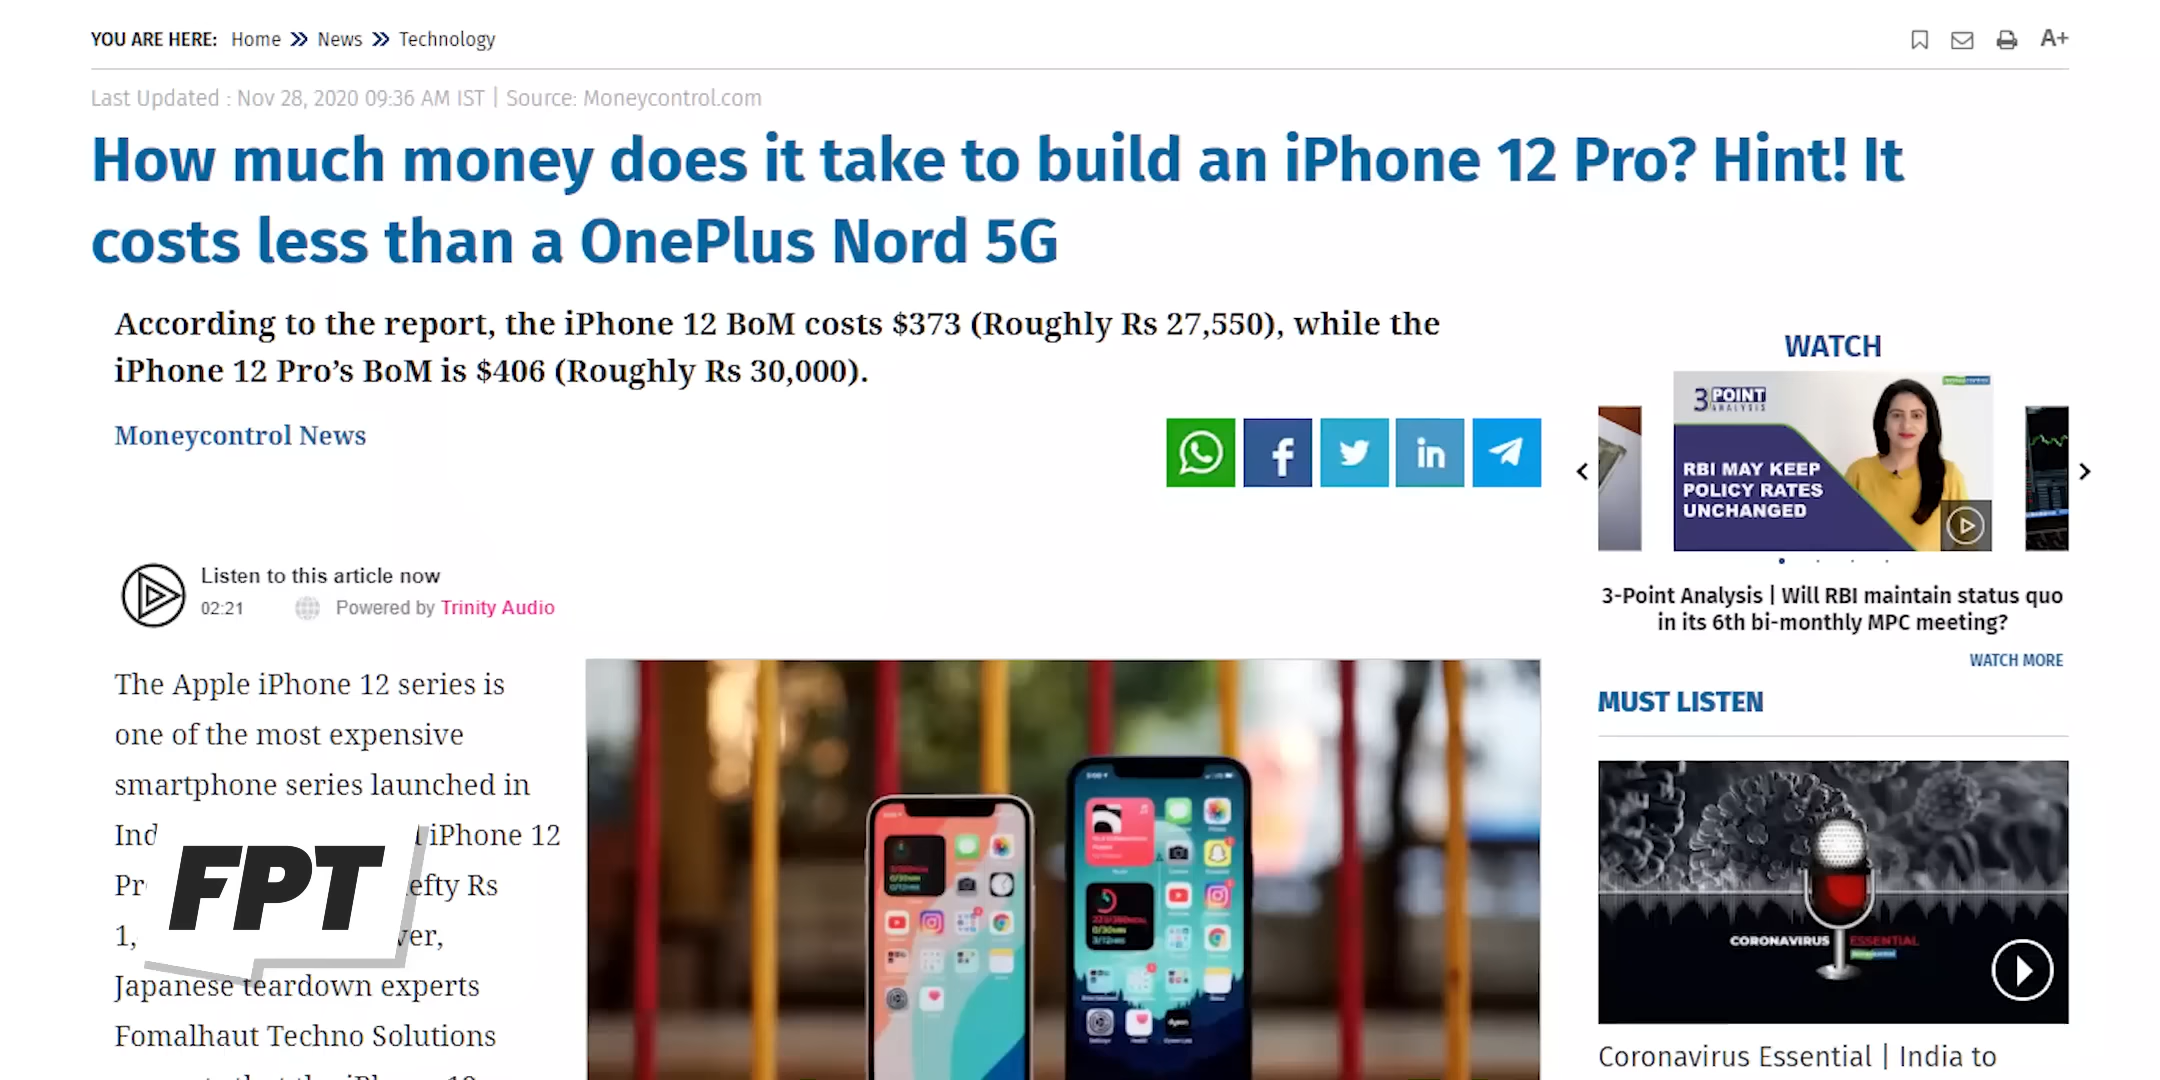 YOU ARE HERE: Home News Technology
A+
Last Updated : Nov 28, 2020 09:36 AM IST | Source: Moneycontrol.com
How much money does it take to build an iPhone 12 Pro? Hint! It
costs less than a OnePlus Nord 5G
According to the report, the iPhone 12 BoM costs $373 (Roughly Rs 27,550), while the
iPhone 12 Pro’s BoM is $406 (Roughly Rs 30,000).
Moneycontrol News
Listen to this article now
02:21 Powered by Trinity Audio
The Apple iPhone 12 series is
one of the most expensive
smartphone series launched in
iPhone 12
Rs
1,
Japanese teardown experts
Fomalhaut Techno Solutions
FPT
WATCH
3 POINT
ANALYSIS
RBI MAY KEEP
POLICY RATES
UNCHANGED
3-Point Analysis | Will RBI maintain status quo
in its 6th bi-monthly MPC meeting?
WATCH MORE
MUST LISTEN
CORONAVIRUS ESSENTIAL
Coronavirus Essential | India to